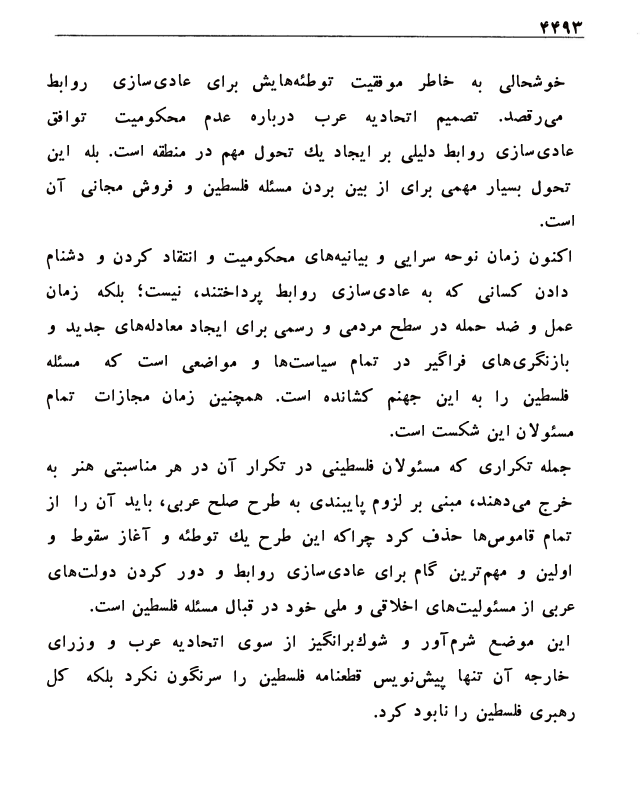 ۴۴۹۳
خوشحالی به خاطر موفقیت توطئه‌هایش برای عادی‌سازی روابط
می‌رقصد. تصمیم اتحادیه عرب درباره عدم محکومیت توافق
عادی‌سازی روابط دلیلی بر ایجاد یك تحول مهم در منطقه است. بله این
تحول بسیار مهمی برای از بین بردن مسئله فلسطین و فروش مجانی آن
است.
اکنون زمان نوحه سرایی و بیانیه‌های محکومیت و انتقاد کردن و دشنام
دادن کسانی که به عادی‌سازی روابط پرداختند، نیست؛ بلکه زمان
عمل و ضد حمله در سطح مردمی و رسمی برای ایجاد معادله‌های جدید و
بازنگری‌های فراگیر در تمام سیاست‌ها و مواضعی است که مسئله
فلسطین را به این جهنم کشانده است. همچنین زمان مجازات تمام
مسئولان این شکست است.
جمله تکراری که مسئولان فلسطینی در تکرار آن در هر مناسبتی هنر به
خرج می‌دهند، مبنی بر لزوم پایبندی به طرح صلح عربی، باید آن را از
تمام قاموس‌ها حذف کرد چراکه این طرح یك توطئه و آغاز سقوط و
اولین و مهم‌ترین گام برای عادی‌سازی روابط و دور کردن دولت‌های
عربی از مسئولیت‌های اخلاقی و ملی خود در قبال مسئله فلسطین است.
این موضع شرم‌آور و شوك‌برانگیز از سوی اتحادیه عرب و وزرای
خارجه آن تنها پیش‌نویس قطعنامه فلسطین را سرنگون نکرد بلکه کل
رهبری فلسطین را نابود کرد.